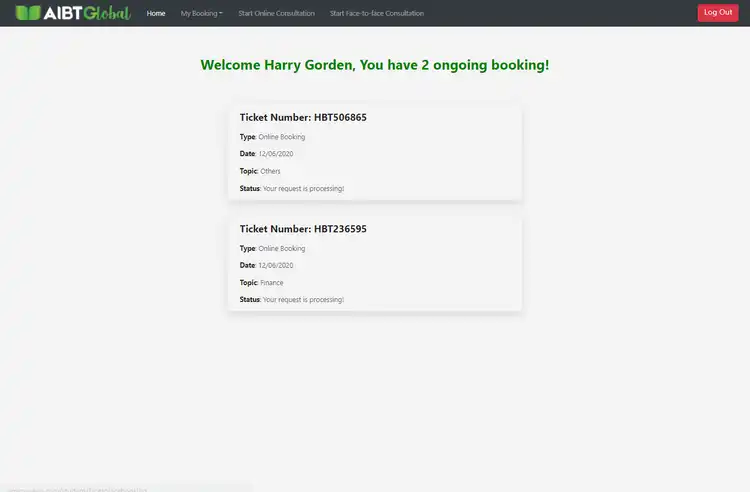 AIBT Global
Home
My Booking
Start Online Consultation
Start Face-to-face Consultation
Log Out
Welcome Harry Gorden, You have 2 ongoing booking!
Ticket Number: HBT506865
Type: Online Booking
Date: 12/06/2020
Topic: Others
Status: Your request is processing!
Ticket Number: HBT236595
Type: Online Booking
Date: 12/06/2020
Topic: Finance
Status: Your request is processing!